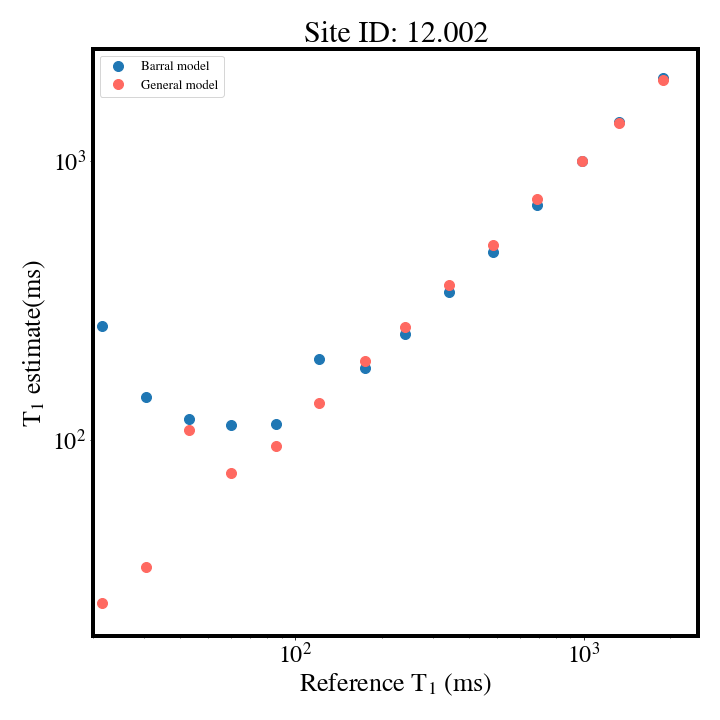 Site ID: 12.002
Barral model
General model
10³
10²
T₁ estimate(ms)
10² 10³
Reference T₁ (ms)